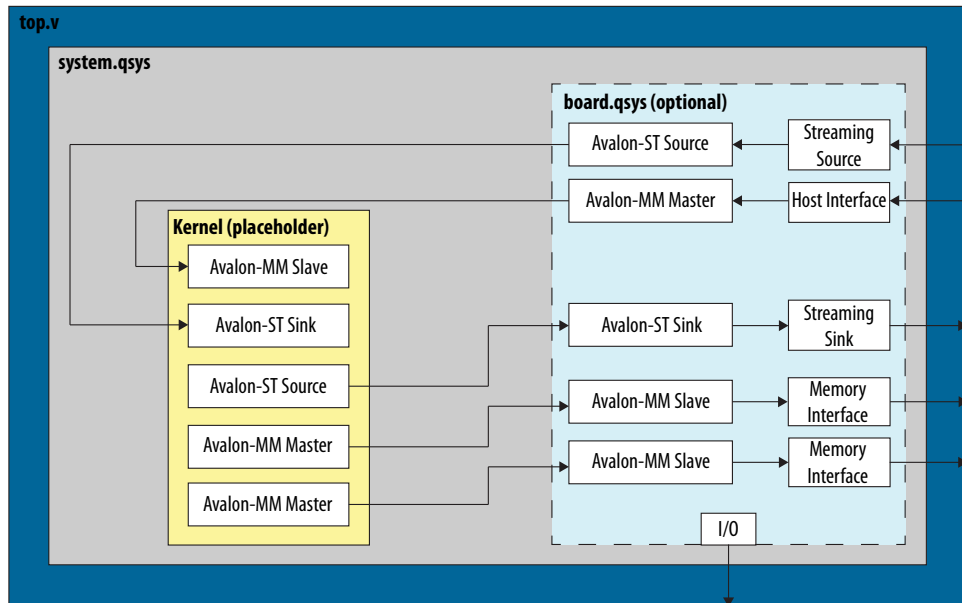 top.v
system.qsys
board.qsys (optional)
Avalon-ST Source
Streaming
Source
Avalon-MM Master
Host Interface
Kernel (placeholder)
Avalon-MM Slave
Avalon-ST Sink
Avalon-ST Source
Avalon-MM Master
Avalon-MM Master
Avalon-ST Sink
Streaming
Sink
Avalon-MM Slave
Memory
Interface
Avalon-MM Slave
Memory
Interface
I/O